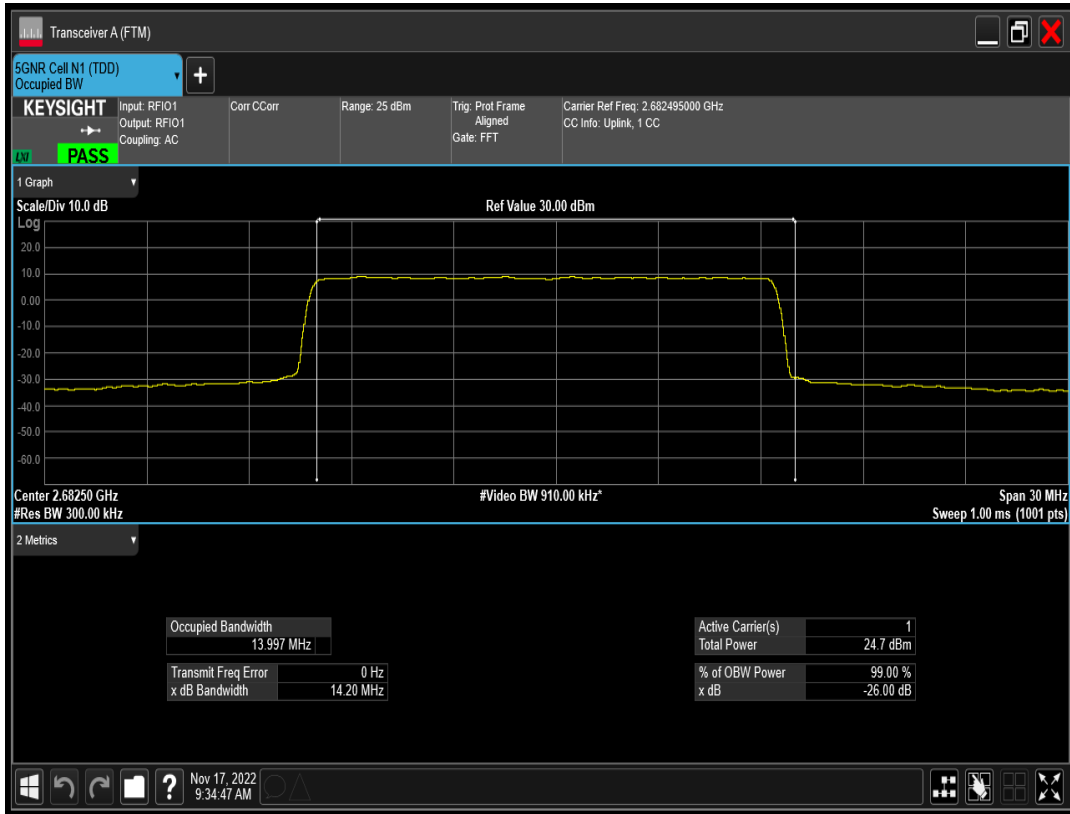 Transceiver A (FTM)
5GNR Cell N1 (TDD)
Occupied BW
+
KEYSIGHT
LXI
PASS
Input: RFIO1
Output: RFIO1
Coupling: AC
Corr CCorr
Range: 25 dBm
Trig: Prot Frame
Aligned
Gate: FFT
Carrier Ref Freq: 2.682495000 GHz
CC Info: Uplink, 1 CC
1 Graph
Scale/Div 10.0 dB
Ref Value 30.00 dBm
Log
20.0
10.0
0.00
-10.0
-20.0
-30.0
-40.0
-50.0
-60.0
Center 2.68250 GHz
#Video BW 910.00 kHz*
Span 30 MHz
#Res BW 300.00 kHz
Sweep 1.00 ms (1001 pts)
2 Metrics
Occupied Bandwidth
13.997 MHz
Transmit Freq Error 0 Hz
x dB Bandwidth 14.20 MHz
Active Carrier(s) 1
Total Power 24.7 dBm
% of OBW Power 99.00 %
x dB -26.00 dB
?
Nov 17, 2022
9:34:47 AM